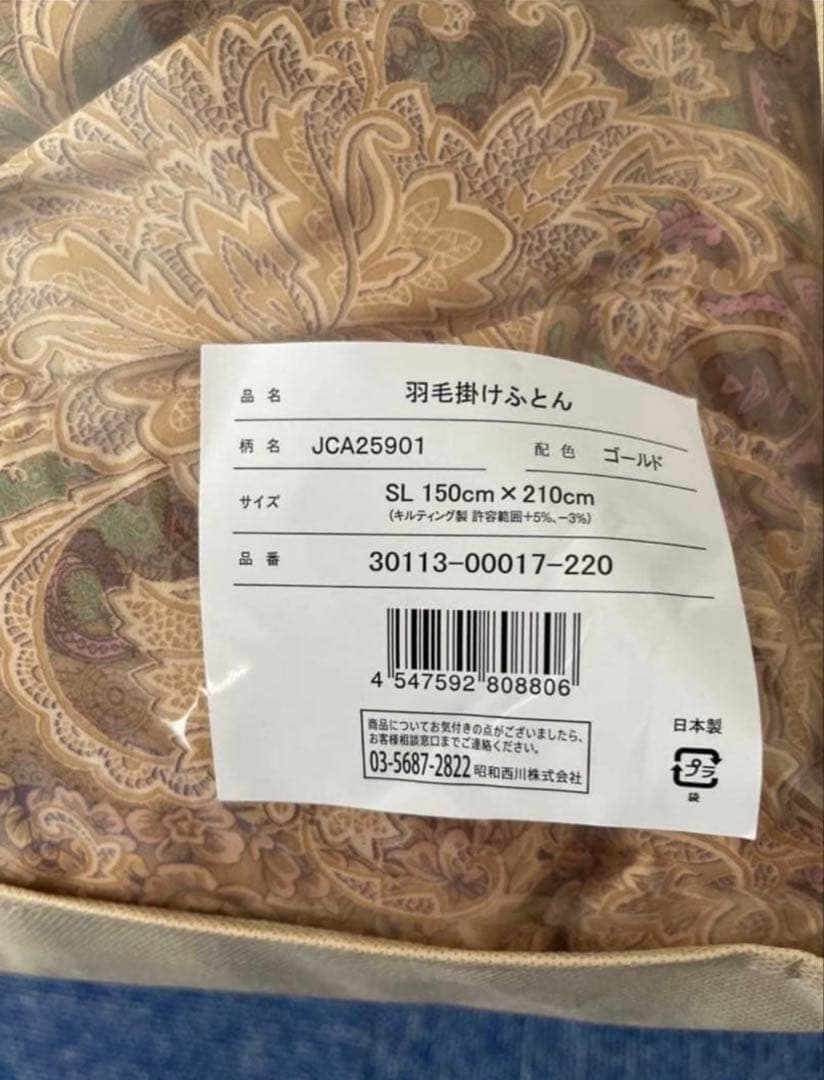 品名 羽毛掛けふとん
柄名 JCA25901 配色 ゴールド
サイズ SL 150cm×210cm
(キルティング製 許容範囲+5%、−3%)
品番 30113-00017-220
4 547592 808806
商品についてお気付きの点がございましたら、
お客様相談窓口までご連絡ください。
03-5687-2822 昭和西川株式会社
日本製
プラ
袋